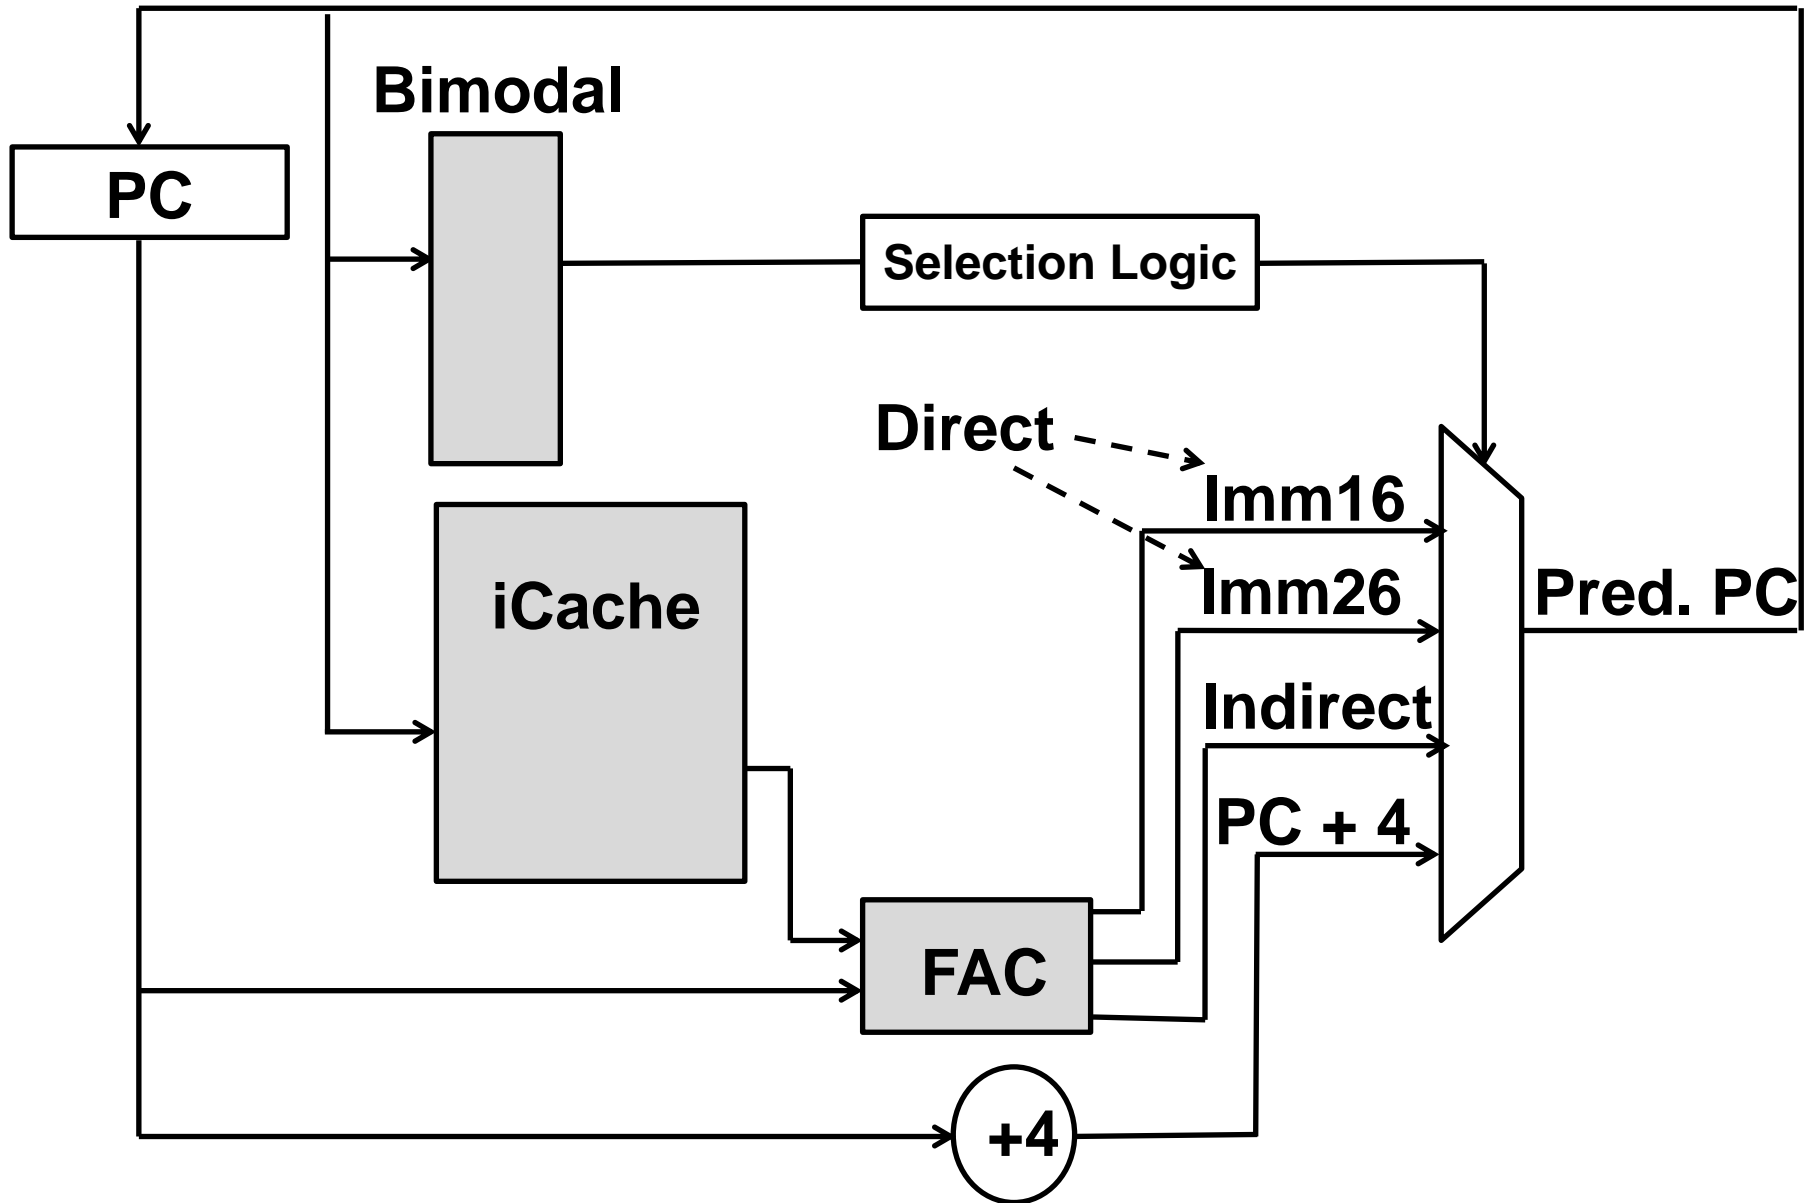 Bimodal
PC
Selection Logic
Direct
Imm16
iCache
Imm26
Pred. PC
Indirect
PC + 4
FAC
+4